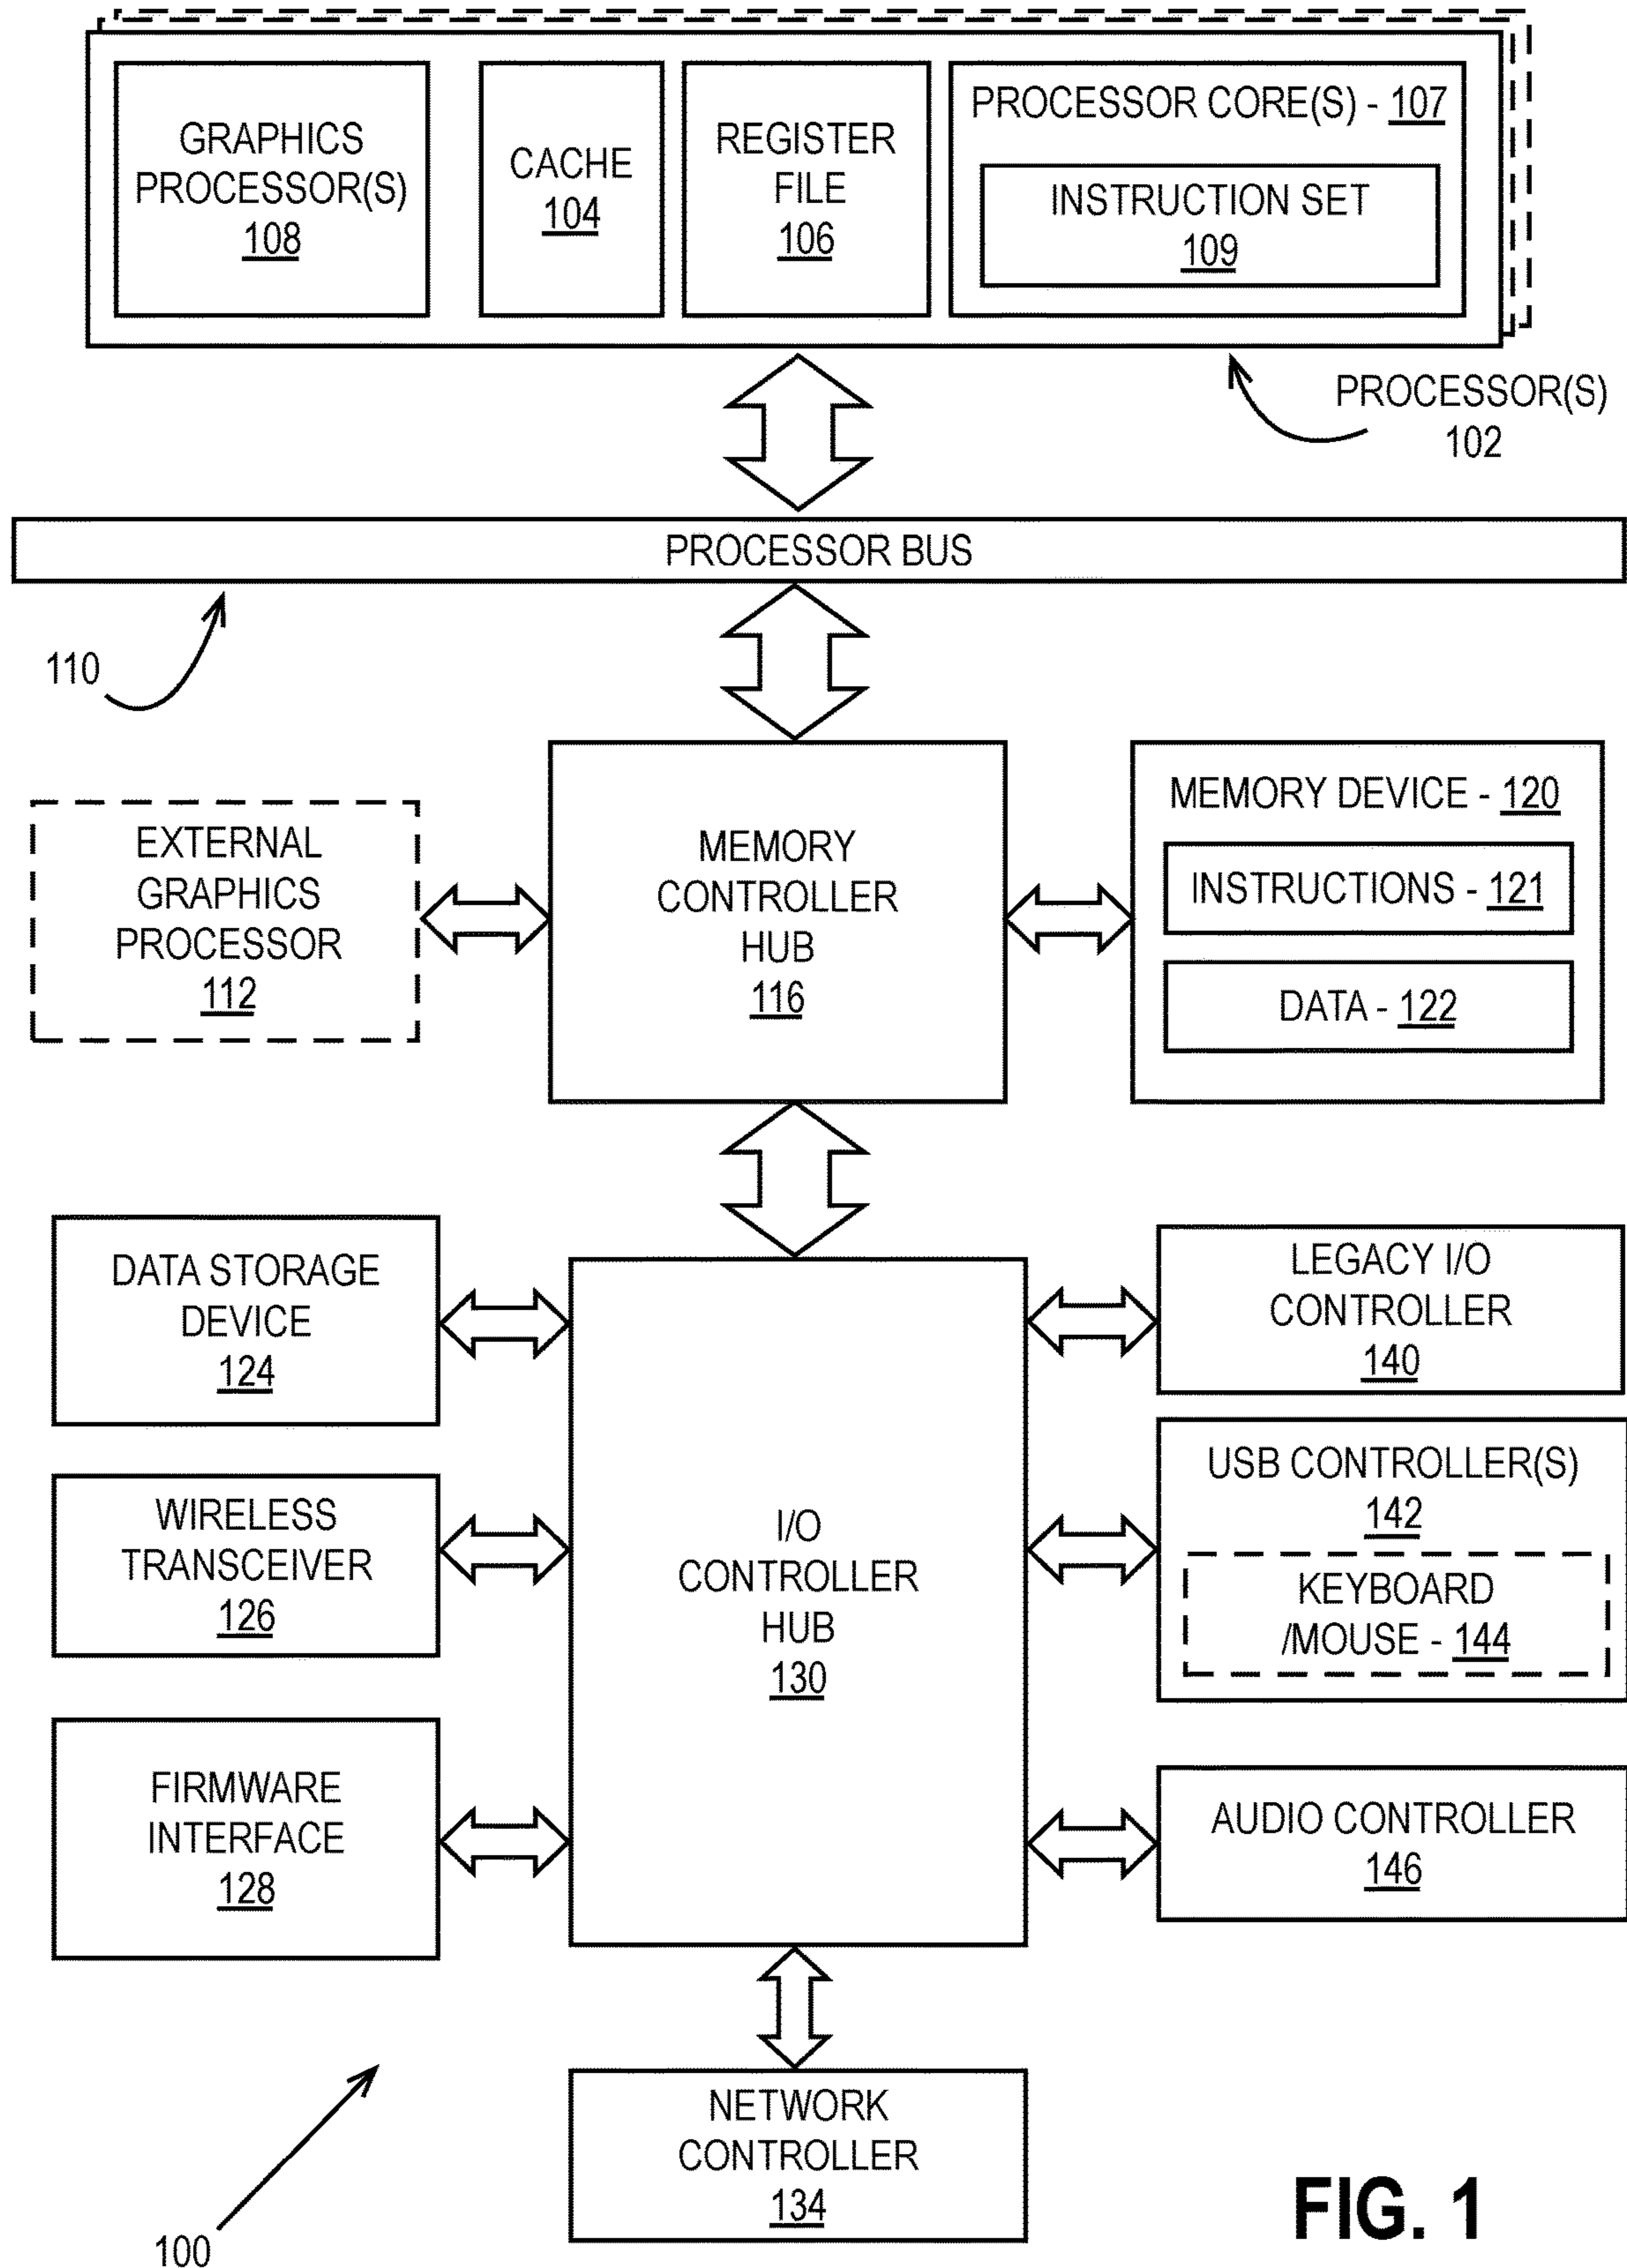 GRAPHICS
PROCESSOR(S)
108
CACHE
104
REGISTER
FILE
106
PROCESSOR CORE(S) - 107
INSTRUCTION SET
109
PROCESSOR(S)
102
PROCESSOR BUS
110
EXTERNAL
GRAPHICS
PROCESSOR
112
MEMORY
CONTROLLER
HUB
116
MEMORY DEVICE - 120
INSTRUCTIONS - 121
DATA - 122
DATA STORAGE
DEVICE
124
WIRELESS
TRANSCEIVER
126
FIRMWARE
INTERFACE
128
I/O
CONTROLLER
HUB
130
LEGACY I/O
CONTROLLER
140
USB CONTROLLER(S)
142
KEYBOARD
/MOUSE - 144
AUDIO CONTROLLER
146
NETWORK
CONTROLLER
134
100
FIG. 1